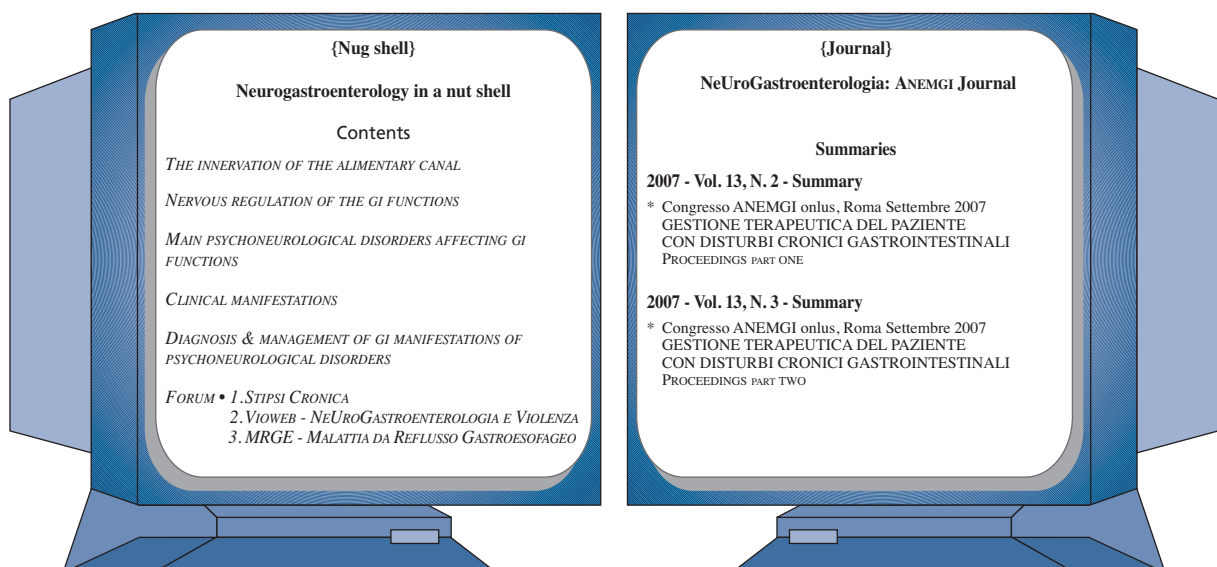 {Nug shell}
Neurogastroenterology in a nut shell
Contents
THE INNERVATION OF THE ALIMENTARY CANAL
NERVOUS REGULATION OF THE GI FUNCTIONS
MAIN PSYCHONEUROLOGICAL DISORDERS AFFECTING GI
FUNCTIONS
CLINICAL MANIFESTATIONS
DIAGNOSIS & MANAGEMENT OF GI MANIFESTATIONS OF
PSYCHONEUROLOGICAL DISORDERS
FORUM • 1. STIPSI CRONICA
2. VIOWEB - NEUROGASTROENTEROLOGIA E VIOLENZA
3. MRGE - MALATTIA DA REFLUSSO GASTROESOFAGEO
{Journal}
NeUroGastroenterologia: ANEMGI Journal
Summaries
2007 - Vol. 13, N. 2 - Summary
* Congresso ANEMGI onlus, Roma Settembre 2007
GESTIONE TERAPEUTICA DEL PAZIENTE
CON DISTURBI CRONICI GASTROINTESTINALI
PROCEEDINGS PART ONE
2007 - Vol. 13, N. 3 - Summary
* Congresso ANEMGI onlus, Roma Settembre 2007
GESTIONE TERAPEUTICA DEL PAZIENTE
CON DISTURBI CRONICI GASTROINTESTINALI
PROCEEDINGS PART TWO